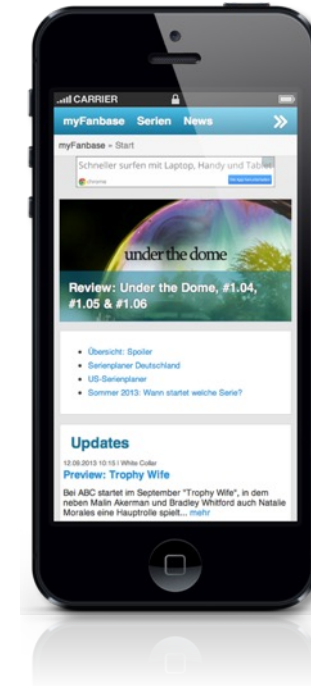 CARRIER
myFanbase Serien News
myFanbase » Start
Schneller surfen mit Laptop, Handy und Tablet
chrome
under the dome
Review: Under the Dome, #1.04,
#1.05 & #1.06
Übersicht: Spoiler
Serienplaner Deutschland
US-Serienplaner
Sommer 2013: Wann startet welche Serie?
Updates
12.08.2013 10:15 | White Collar
Preview: Trophy Wife
Bei ABC startet im September "Trophy Wife", in dem
neben Malin Akerman und Bradley Whitford auch Natalie
Morales eine Hauptrolle spielt... mehr